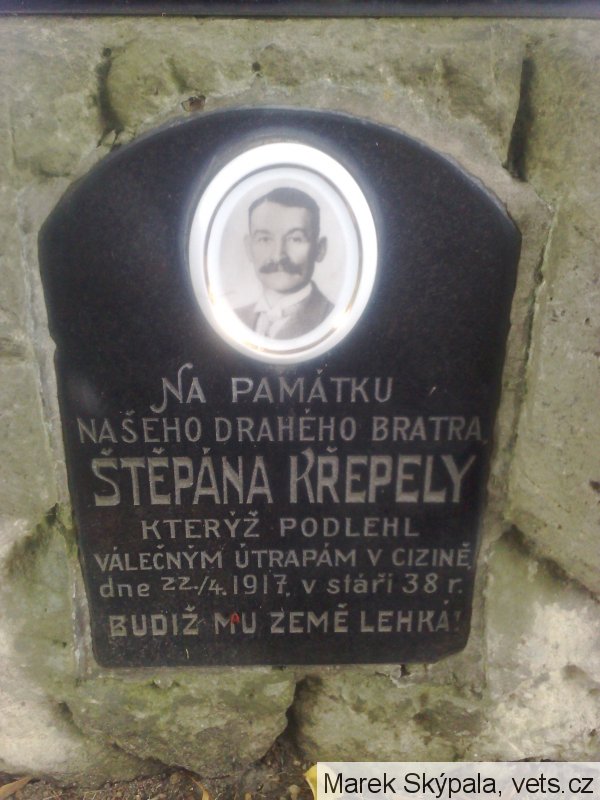 NA PAMÁTKU
NAŠEHO DRAHÉHO BRATRA,
ŠTĚPÁNA KŘEPELY
KTERÝŽ PODLEHL
VÁLEČNÝM ÚTRAPÁM V CIZINĚ,
dne 22./4. 1917. v stáří 38 r.
BUDIŽ MU ZEMĚ LEHKÁ!
Marek Skýpala, vets.cz